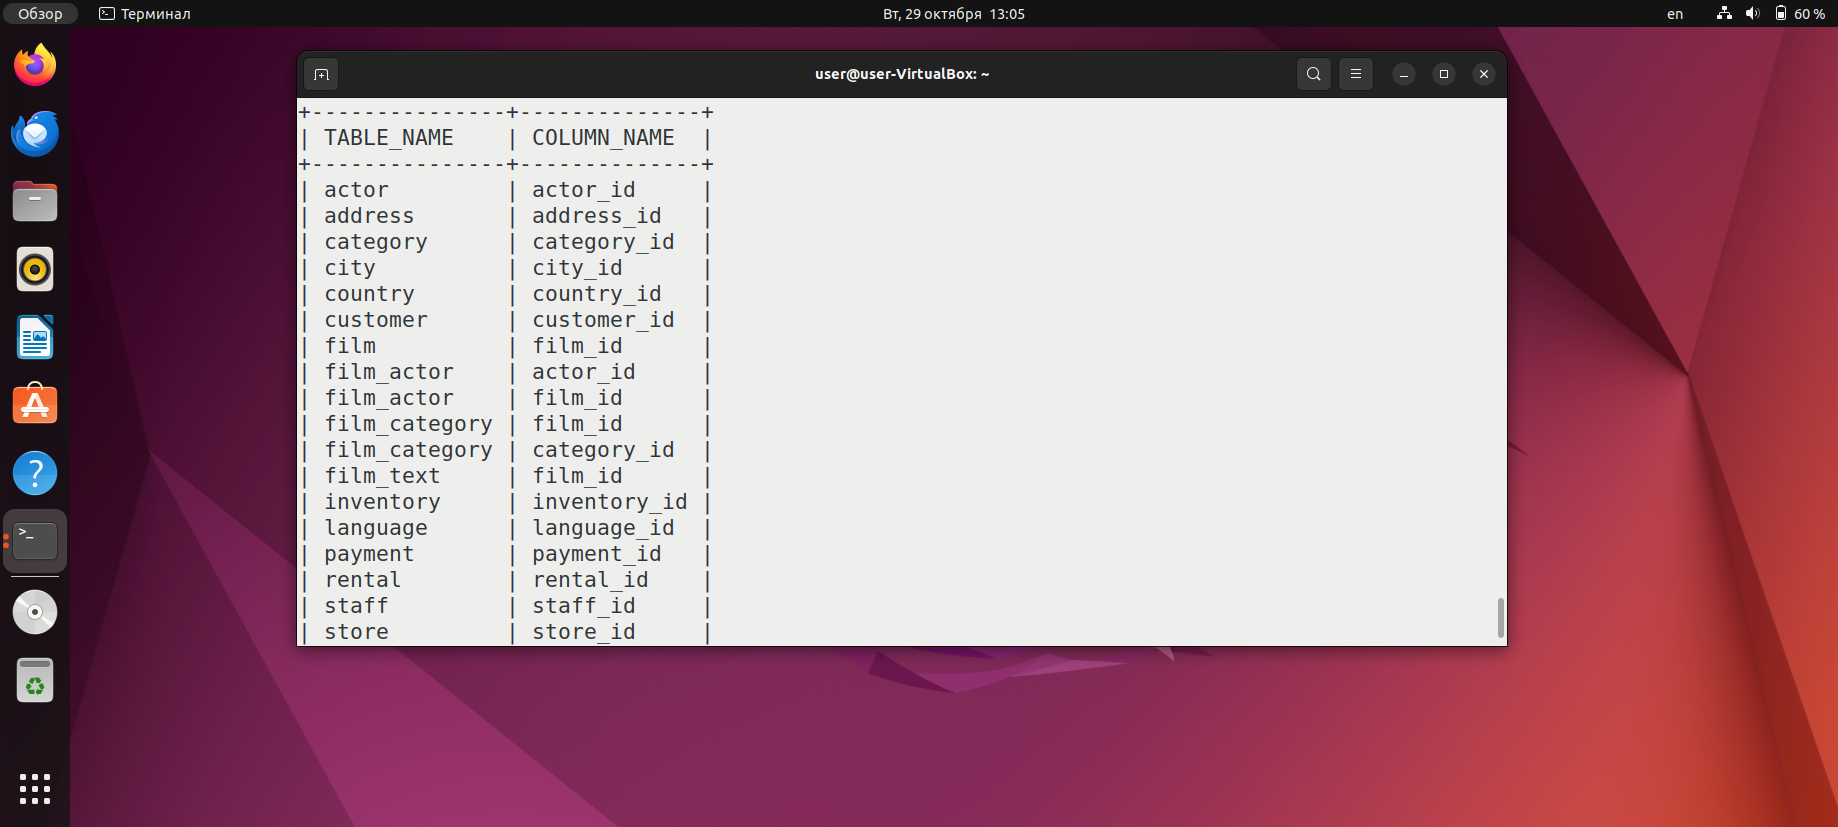 Обзор Терминал Вт, 29 октября 13:05 en 60 %
user@user-VirtualBox: ~
+---------------+--------------+
| TABLE_NAME    | COLUMN_NAME  |
+---------------+--------------+
| actor         | actor_id     |
| address       | address_id   |
| category      | category_id  |
| city          | city_id      |
| country       | country_id   |
| customer      | customer_id  |
| film          | film_id      |
| film_actor    | actor_id     |
| film_actor    | film_id      |
| film_category | film_id      |
| film_category | category_id  |
| film_text     | film_id      |
| inventory     | inventory_id |
| language      | language_id  |
| payment       | payment_id   |
| rental        | rental_id    |
| staff         | staff_id     |
| store         | store_id     |